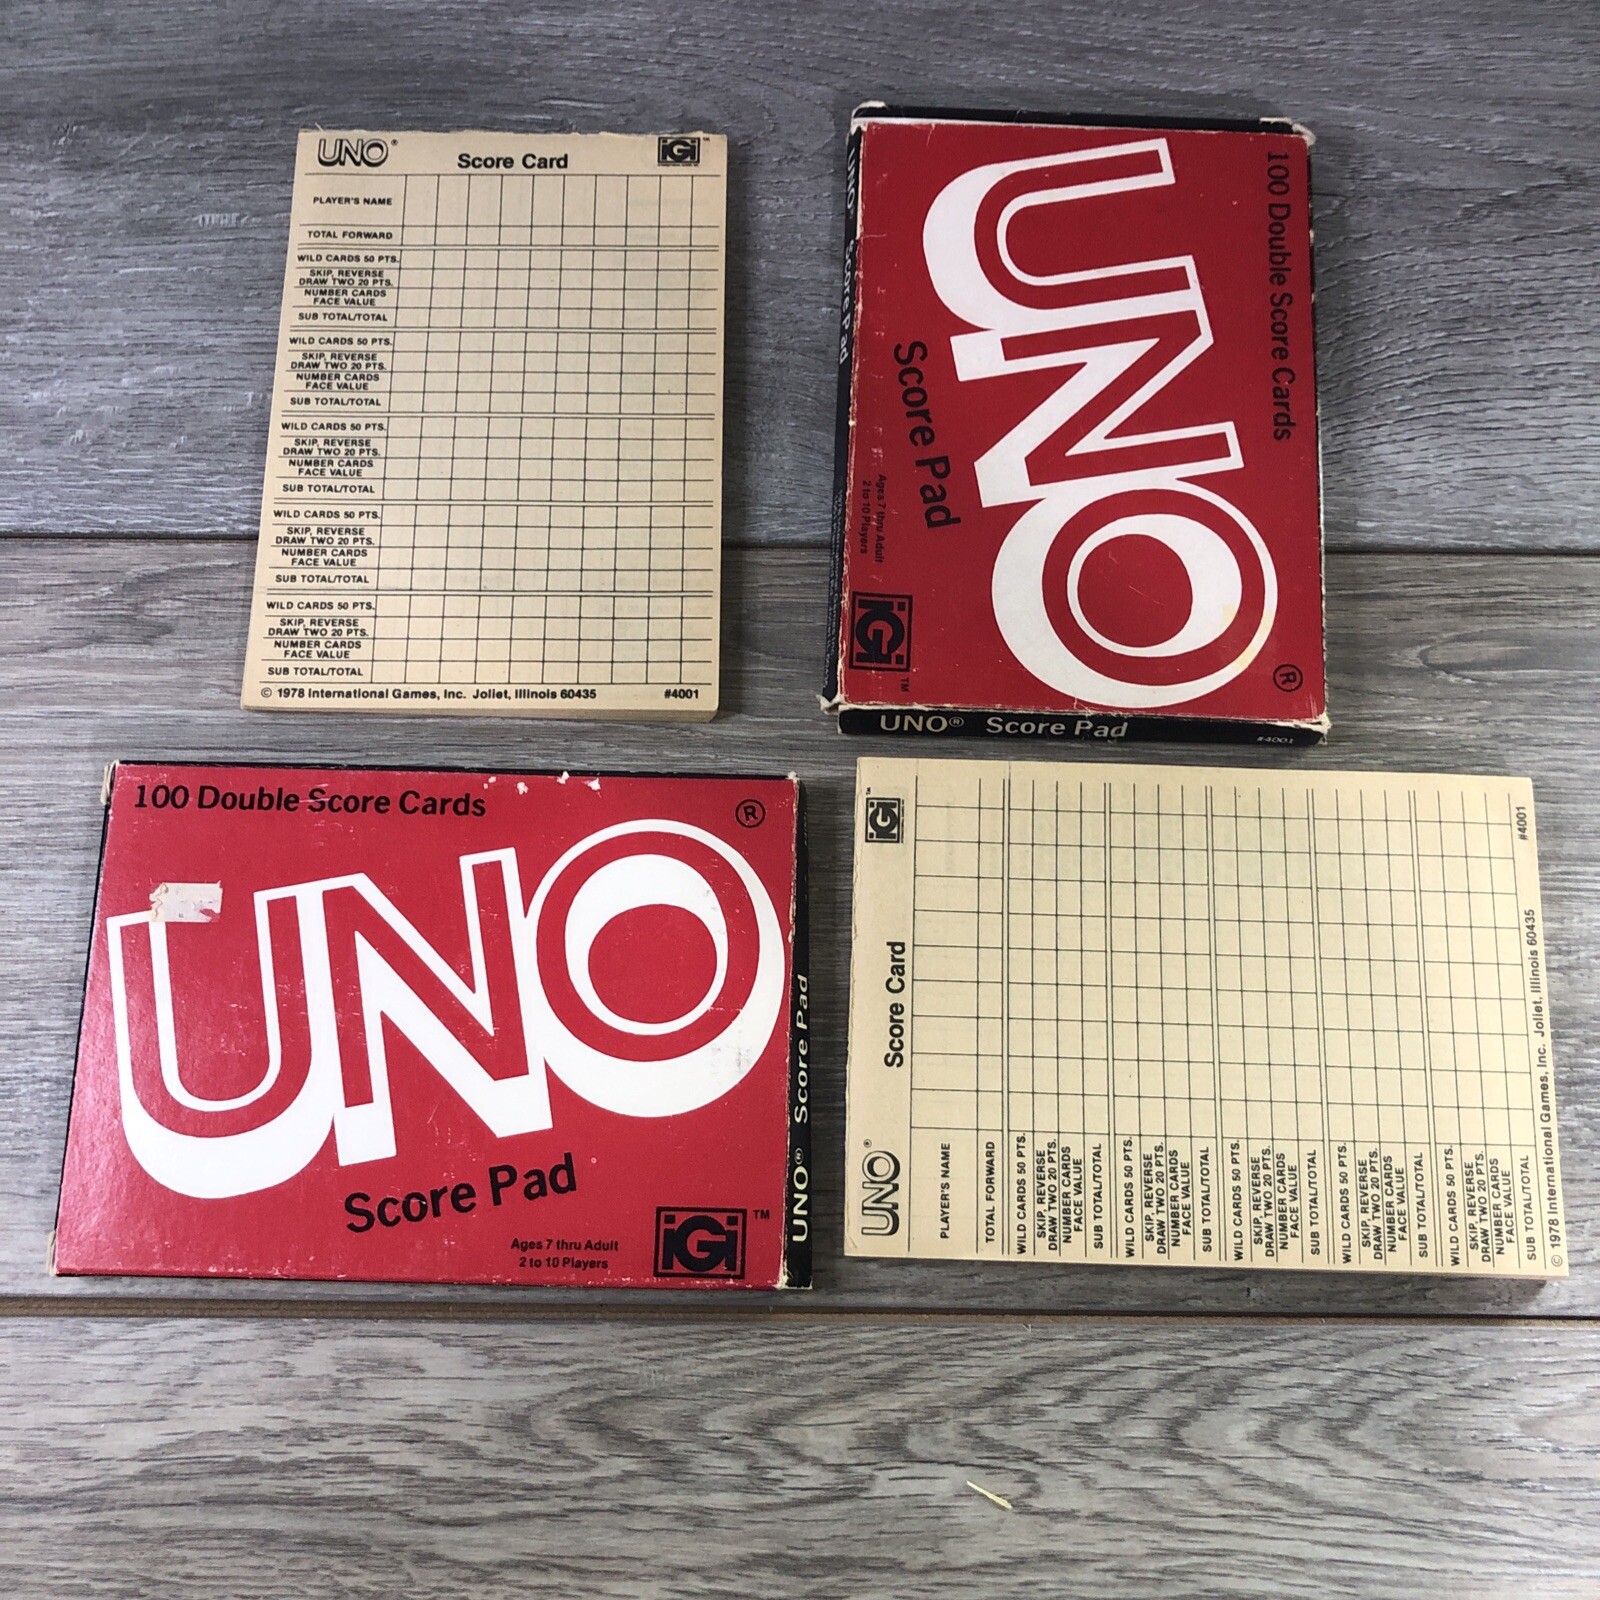 UNO®
Score Card
iGi™
PLAYER'S NAME
TOTAL FORWARD
WILD CARDS 50 PTS.
SKIP, REVERSE
DRAW TWO 20 PTS.
NUMBER CARDS
FACE VALUE
SUB TOTAL/TOTAL
WILD CARDS 50 PTS.
SKIP, REVERSE
DRAW TWO 20 PTS.
NUMBER CARDS
FACE VALUE
SUB TOTAL/TOTAL
WILD CARDS 50 PTS.
SKIP, REVERSE
DRAW TWO 20 PTS.
NUMBER CARDS
FACE VALUE
SUB TOTAL/TOTAL
WILD CARDS 50 PTS.
SKIP, REVERSE
DRAW TWO 20 PTS.
NUMBER CARDS
FACE VALUE
SUB TOTAL/TOTAL
WILD CARDS 50 PTS.
SKIP, REVERSE
DRAW TWO 20 PTS.
NUMBER CARDS
FACE VALUE
SUB TOTAL/TOTAL
© 1978 International Games, Inc. Joliet, Illinois 60435 #4001
100 Double Score Cards
UNO®
Score Pad
Ages 7 thru Adult
2 to 10 Players
iGi™
UNO® Score Pad
UNO® Score Pad #4001
100 Double Score Cards
UNO®
Score Pad
Ages 7 thru Adult
2 to 10 Players
iGi™
UNO® Score Pad
UNO®
Score Card
iGi™
PLAYER'S NAME
TOTAL FORWARD
WILD CARDS 50 PTS.
SKIP, REVERSE
DRAW TWO 20 PTS.
NUMBER CARDS
FACE VALUE
SUB TOTAL/TOTAL
WILD CARDS 50 PTS.
SKIP, REVERSE
DRAW TWO 20 PTS.
NUMBER CARDS
FACE VALUE
SUB TOTAL/TOTAL
WILD CARDS 50 PTS.
SKIP, REVERSE
DRAW TWO 20 PTS.
NUMBER CARDS
FACE VALUE
SUB TOTAL/TOTAL
WILD CARDS 50 PTS.
SKIP, REVERSE
DRAW TWO 20 PTS.
NUMBER CARDS
FACE VALUE
SUB TOTAL/TOTAL
WILD CARDS 50 PTS.
SKIP, REVERSE
DRAW TWO 20 PTS.
NUMBER CARDS
FACE VALUE
SUB TOTAL/TOTAL
© 1978 International Games, Inc. Joliet, Illinois 60435 #4001